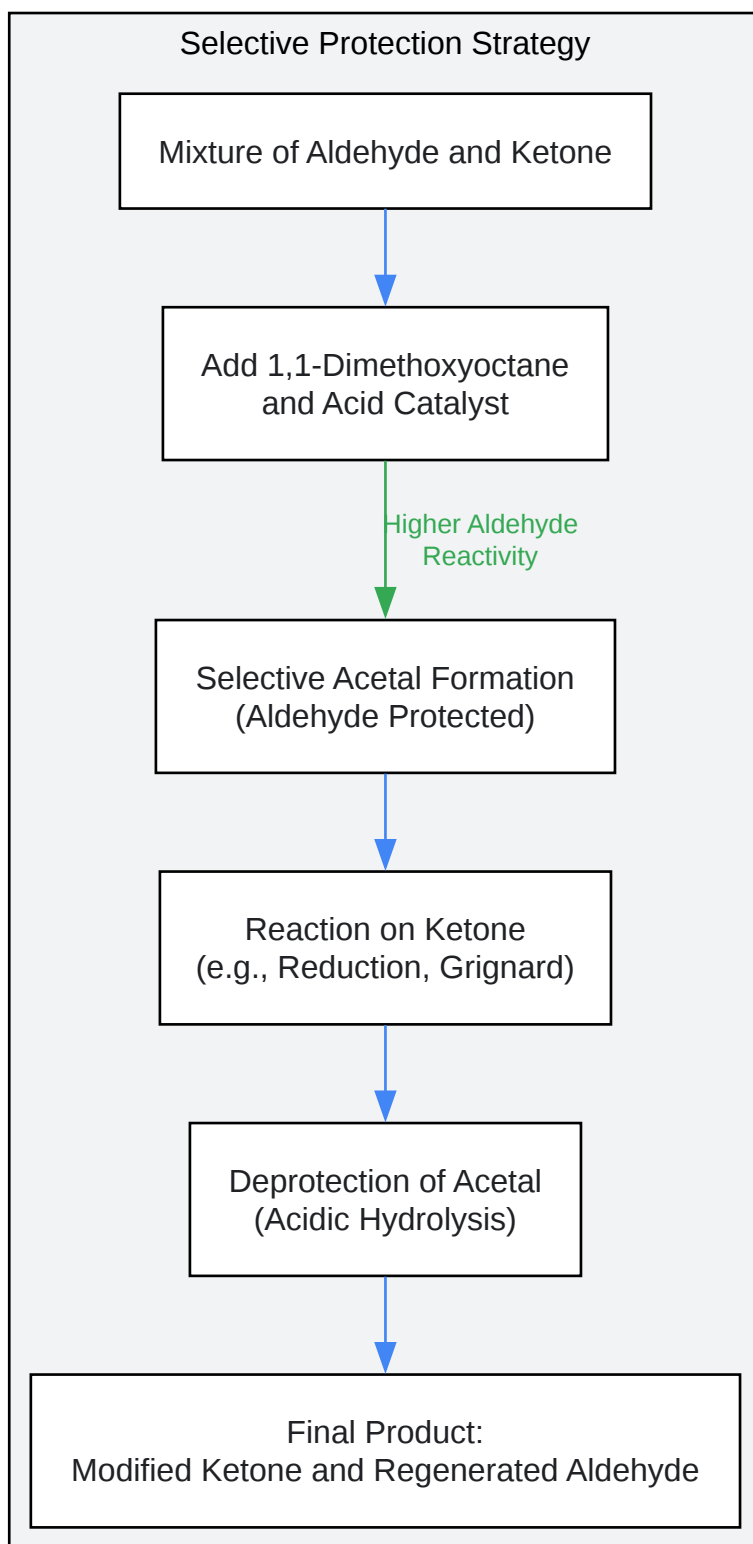 Selective Protection Strategy
Mixture of Aldehyde and Ketone
Add 1,1-Dimethoxyoctane
and Acid Catalyst
Higher Aldehyde
Reactivity
Selective Acetal Formation
(Aldehyde Protected)
Reaction on Ketone
(e.g., Reduction, Grignard)
Deprotection of Acetal
(Acidic Hydrolysis)
Final Product:
Modified Ketone and Regenerated Aldehyde